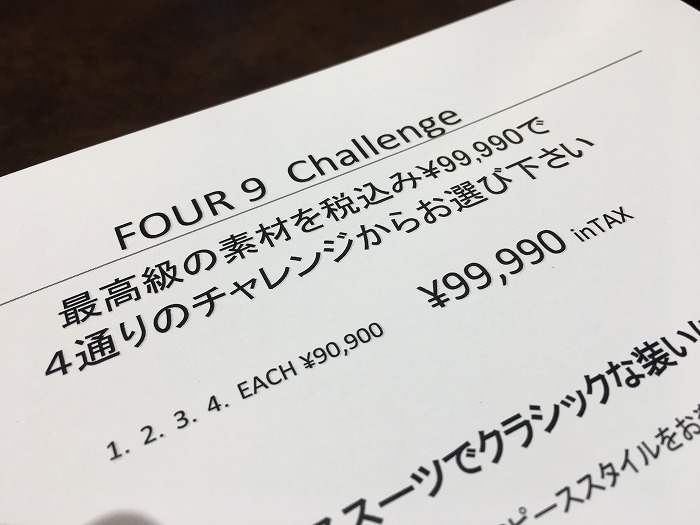 FOUR 9 Challenge
最高級の素材を税込み¥99,990で
4通りのチャレンジからお選び下さい
¥99,990 inTAX
1. 2. 3. 4. EACH ¥90,900
スーツでクラシックな装い
ピーススタイルをお